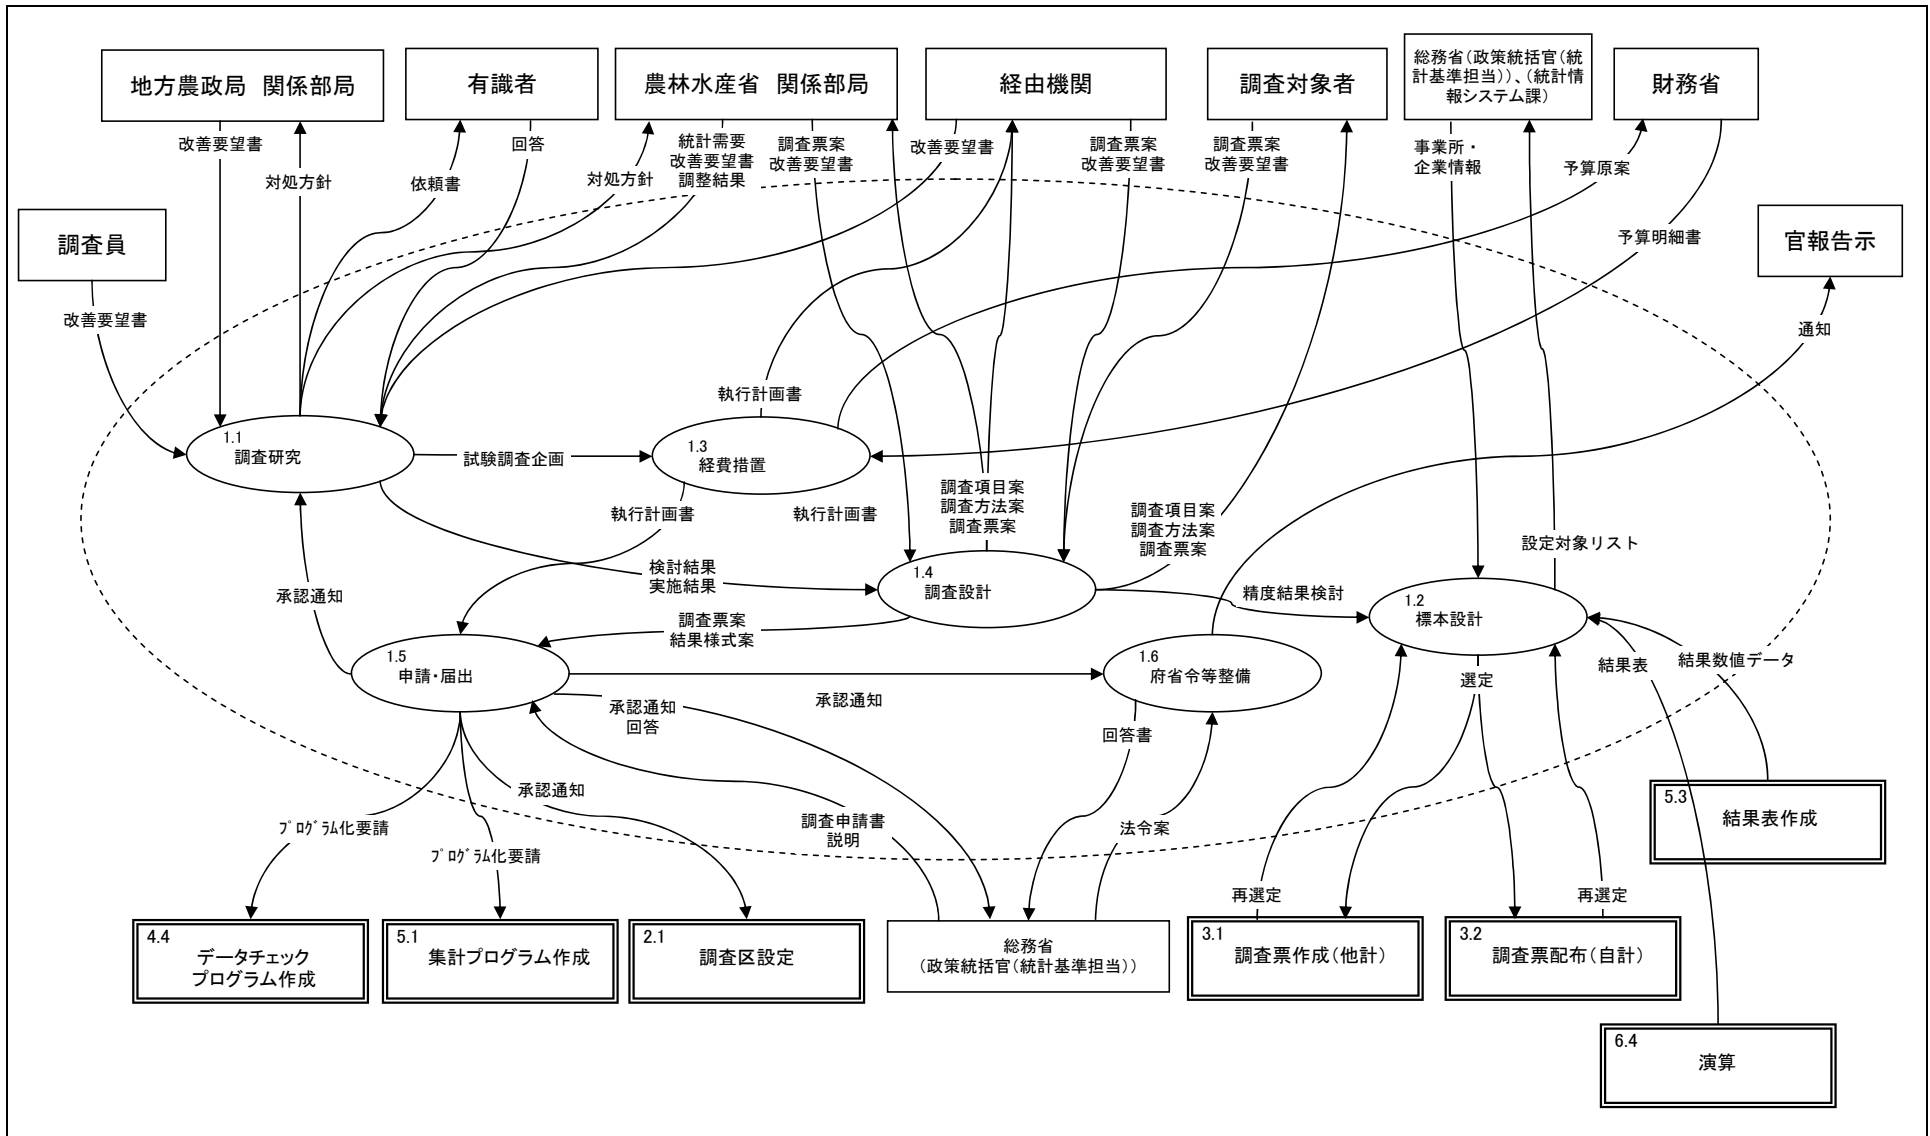 地方農政局　関係部局
有識者
農林水産省　関係部局
経由機関
調査対象者
総務省(政策統括官(統
計基準担当))、(統計情
報システム課)
財務省
改善要望書
対処方針
依頼書
回答
対処方針
統計需要
改善要望書
調整結果
調査票案
改善要望書
改善要望書
調査票案
改善要望書
調査票案
改善要望書
事業所・
企業情報
予算原案
予算明細書
調査員
官報告示
改善要望書
通知
執行計画書
1.1
調査研究
試験調査企画
1.3
経費措置
執行計画書
執行計画書
調査項目案
調査方法案
調査票案
調査項目案
調査方法案
調査票案
設定対象リスト
検討結果
実施結果
1.4
調査設計
精度結果検討
1.2
標本設計
承認通知
調査票案
結果様式案
1.5
申請・届出
1.6
府省令等整備
結果表
結果数値データ
選定
承認通知
回答
承認通知
回答書
承認通知
プログラム化要請
プログラム化要請
調査申請書
説明
法令案
再選定
再選定
5.3
結果表作成
4.4
データチェック
プログラム作成
5.1
集計プログラム作成
2.1
調査区設定
総務省
(政策統括官(統計基準担当))
3.1
調査票作成(他計)
3.2
調査票配布(自計)
6.4
演算